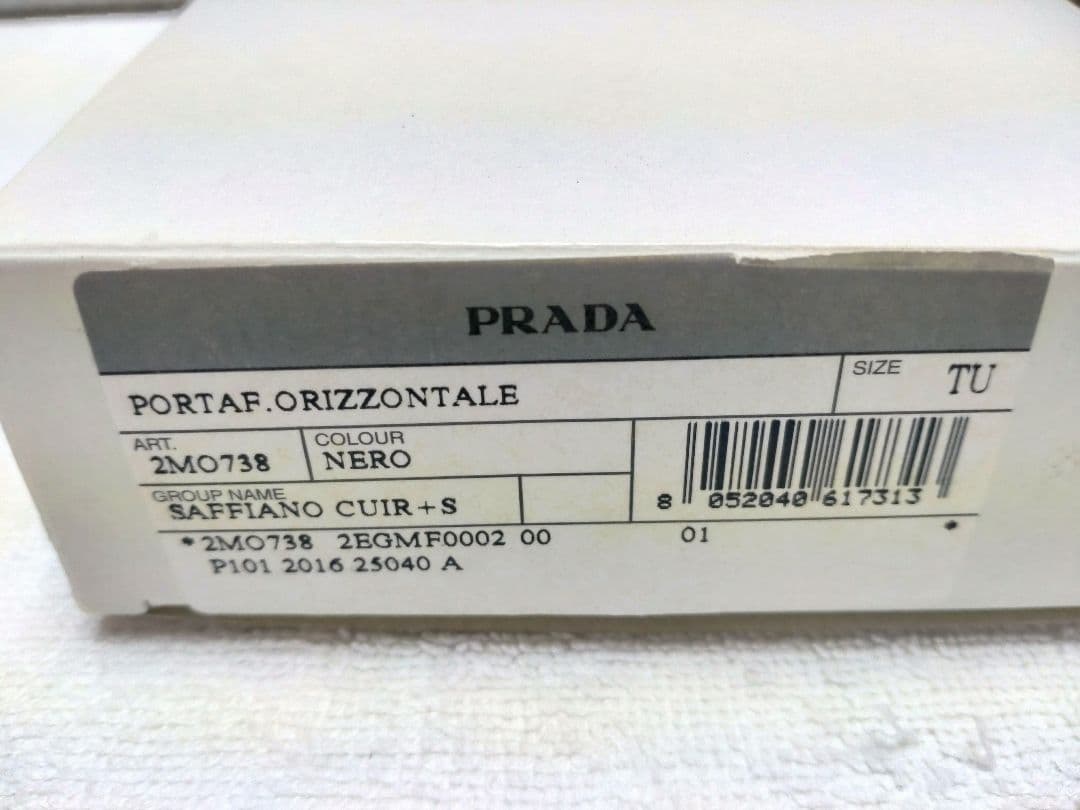 PRADA
PORTAF.ORIZZONTALE
SIZE TU
ART. 2MO738
COLOUR NERO
GROUP NAME
SAFFIANO CUIR+S
8 052040 617313
*2MO738 2EGMF0002 00 01 *
P101 2016 25040 A